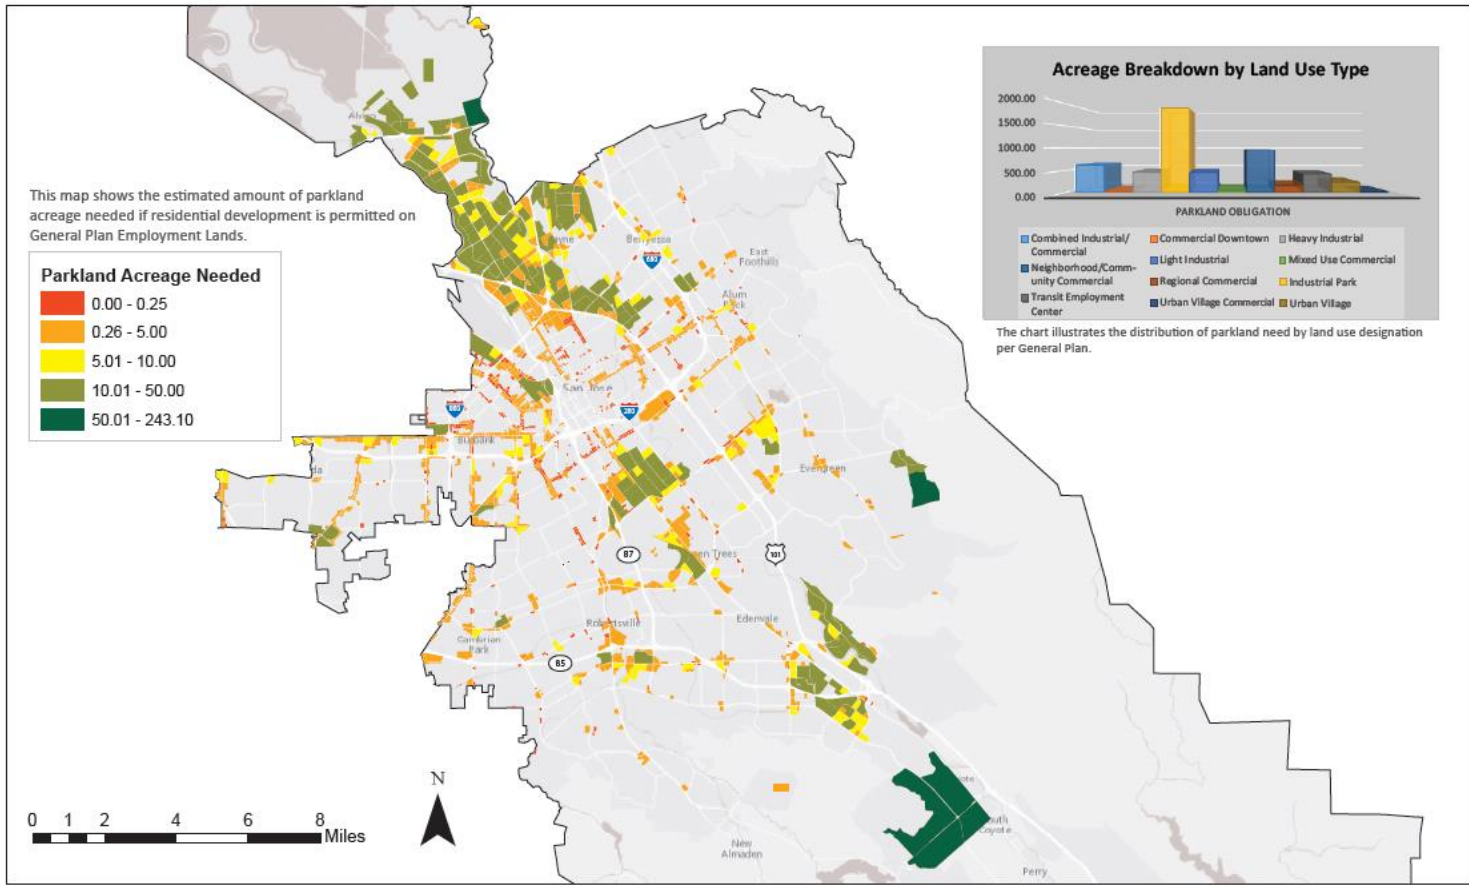 Acreage Breakdown by Land Use Type
2000.00
1500.00
1000.00
500.00
0.00
PARKLAND OBLIGATION
Combined Industrial/
Commercial
Commercial Downtown
Heavy Industrial
Neighborhood/Comm-
unity Commercial
Light Industrial
Mixed Use Commercial
Regional Commercial
Industrial Park
Transit Employment
Center
Urban Village Commercial
Urban Village
The chart illustrates the distribution of parkland need by land use designation
per General Plan.
This map shows the estimated amount of parkland
acreage needed if residential development is permitted on
General Plan Employment Lands.
Parkland Acreage Needed
0.00 - 0.25
0.26 - 5.00
5.01 - 10.00
10.01 - 50.00
50.01 - 243.10
Alviso
Berryessa
680
East
Foothills
Alum
Rock
San Jose
880
280
Burbank
Evergreen
87
en Trees
101
Robertsville
Edenvale
Cambrian
Park
85
South
Coyote
New
Almaden
Perry
N
0 1 2 4 6 8
Miles